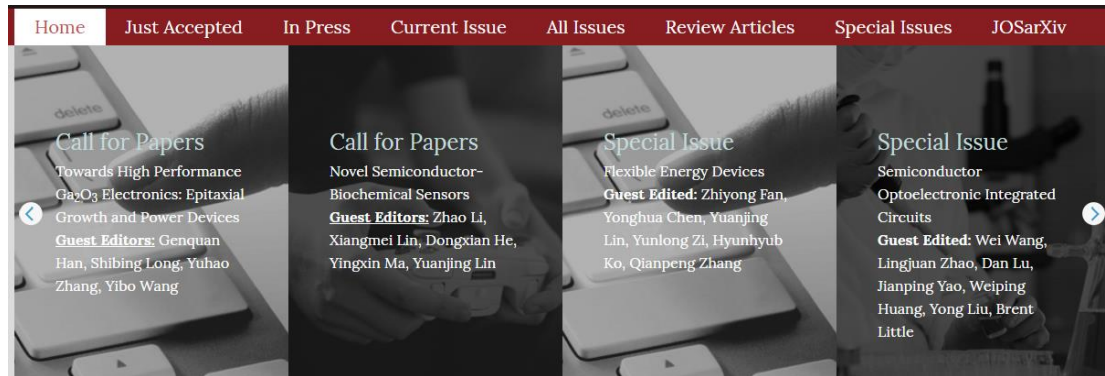 Home Just Accepted In Press Current Issue All Issues Review Articles Special Issues JOSarXiv
delete
Call for Papers
Towards High Performance
Ga₂O₃ Electronics: Epitaxial
Growth and Power Devices
Guest Editors: Genquan
Han, Shibing Long, Yuhao
Zhang, Yibo Wang
Call for Papers
Novel Semiconductor-
Biochemical Sensors
Guest Editors: Zhao Li,
Xiangmei Lin, Dongxian He,
Yingxin Ma, Yuanjing Lin
delete
Special Issue
Flexible Energy Devices
Guest Edited: Zhiyong Fan,
Yonghua Chen, Yuanjing
Lin, Yunlong Zi, Hyunhyub
Ko, Qianpeng Zhang
Special Issue
Semiconductor
Optoelectronic Integrated
Circuits
Guest Edited: Wei Wang,
Lingjuan Zhao, Dan Lu,
Jianping Yao, Weiping
Huang, Yong Liu, Brent
Little